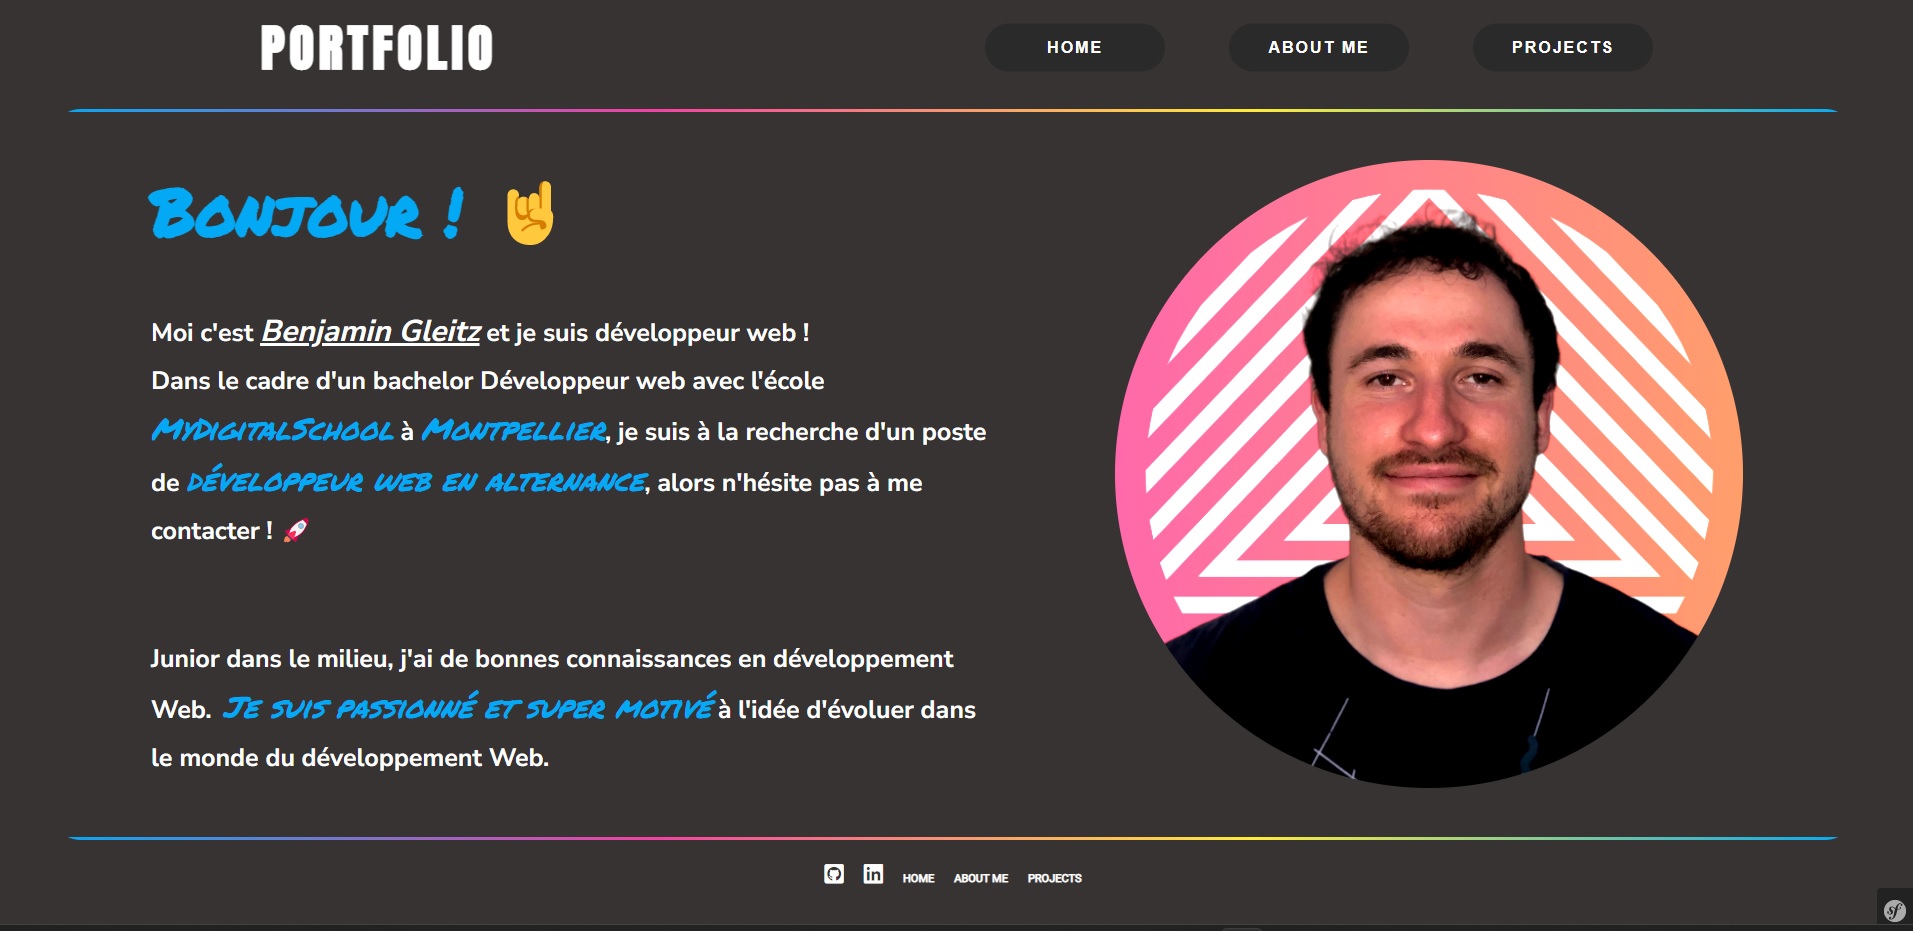 PORTFOLIO
HOME
ABOUT ME
PROJECTS
Bonjour !
Moi c'est Benjamin Gleitz et je suis développeur web !
Dans le cadre d'un bachelor Développeur web avec l'école
MyDigitalSchool à Montpellier, je suis à la recherche d'un poste
de développeur web en alternance, alors n'hésite pas à me
contacter ! 🚀
Junior dans le milieu, j'ai de bonnes connaissances en développement
Web. Je suis passionné et super motivé à l'idée d'évoluer dans
le monde du développement Web.
in
HOME
ABOUT ME
PROJECTS
sf